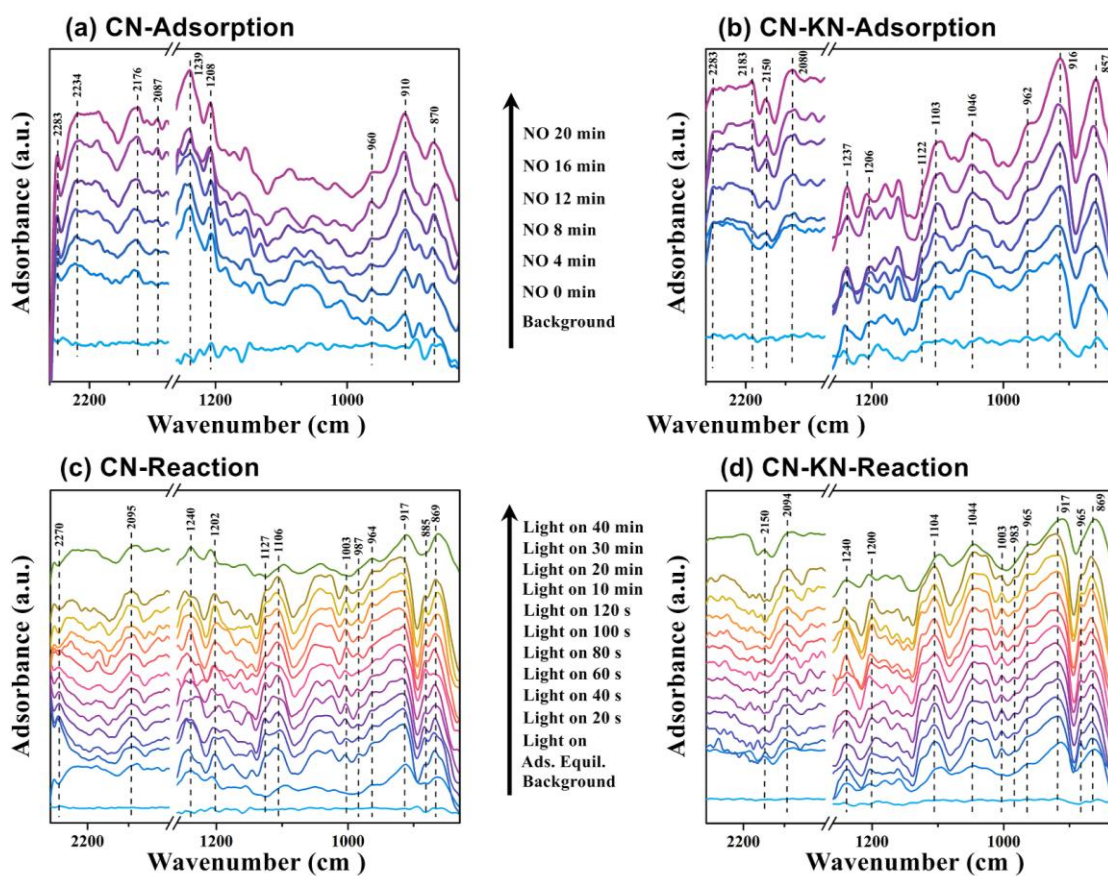 (a) CN-Adsorption
2283
2234
2176
2087
1239
1208
960
910
870
Adsorbance (a.u.)
2200
1200
1000
Wavenumber (cm )
NO 20 min
NO 16 min
NO 12 min
NO 8 min
NO 4 min
NO 0 min
Background
(b) CN-KN-Adsorption
2283
2183
2150
2080
1237
1206
1122
1103
1046
962
916
857
Adsorbance (a.u.)
2200
1200
1000
Wavenumber (cm )
(c) CN-Reaction
2270
2095
1240
1202
1127
1106
1003
987
964
917
885
869
Adsorbance (a.u.)
2200
1200
1000
Wavenumber (cm )
Light on 40 min
Light on 30 min
Light on 20 min
Light on 10 min
Light on 120 s
Light on 100 s
Light on 80 s
Light on 60 s
Light on 40 s
Light on 20 s
Light on
Ads. Equil.
Background
(d) CN-KN-Reaction
2150
2094
1240
1200
1104
1044
1003
983
965
917
965
869
Adsorbance (a.u.)
2200
1200
1000
Wavenumber (cm )